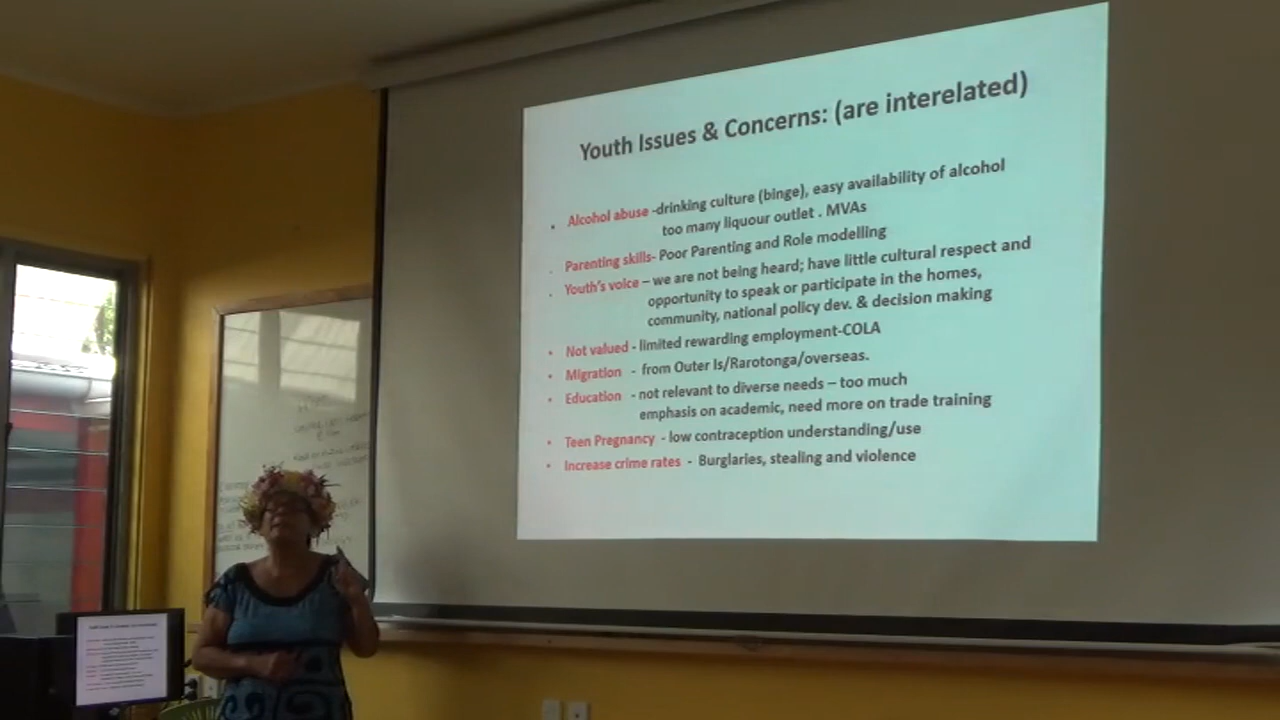 Youth Issues & Concerns: (are interelated)
• Alcohol abuse -drinking culture (binge), easy availability of alcohol
too many liquour outlet . MVAs
• Parenting skills- Poor Parenting and Role modelling
• Youth's voice – we are not being heard; have little cultural respect and
opportunity to speak or participate in the homes,
community, national policy dev. & decision making
• Not valued - limited rewarding employment-COLA
• Migration - from Outer Is/Rarotonga/overseas.
• Education - not relevant to diverse needs – too much
emphasis on academic, need more on trade training
• Teen Pregnancy - low contraception understanding/use
• Increase crime rates - Burglaries, stealing and violence